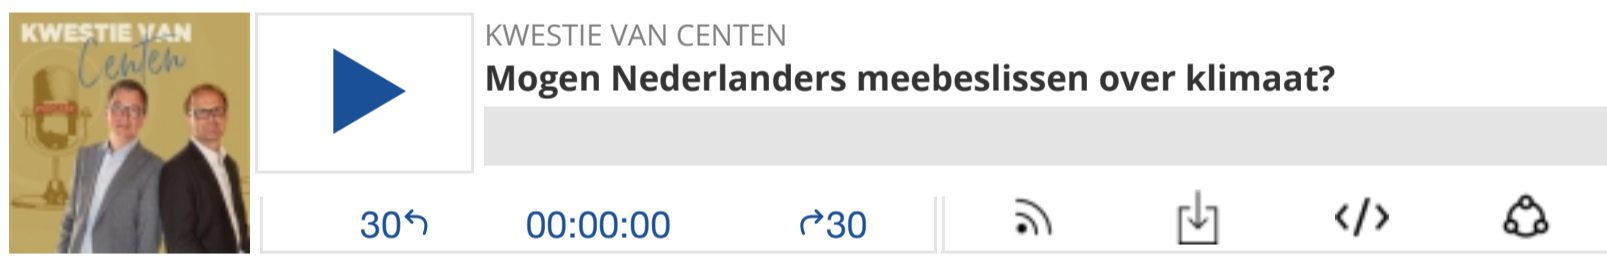 KWESTIE VAN
Centen
KWESTIE VAN CENTEN
Mogen Nederlanders meebeslissen over klimaat?
30
00:00:00
30
</>